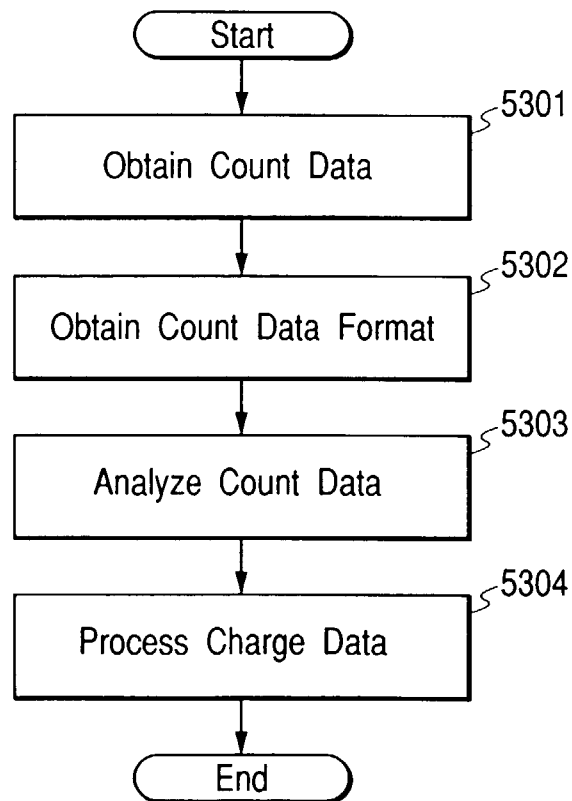 Start
5301
Obtain Count Data
5302
Obtain Count Data Format
5303
Analyze Count Data
5304
Process Charge Data
End